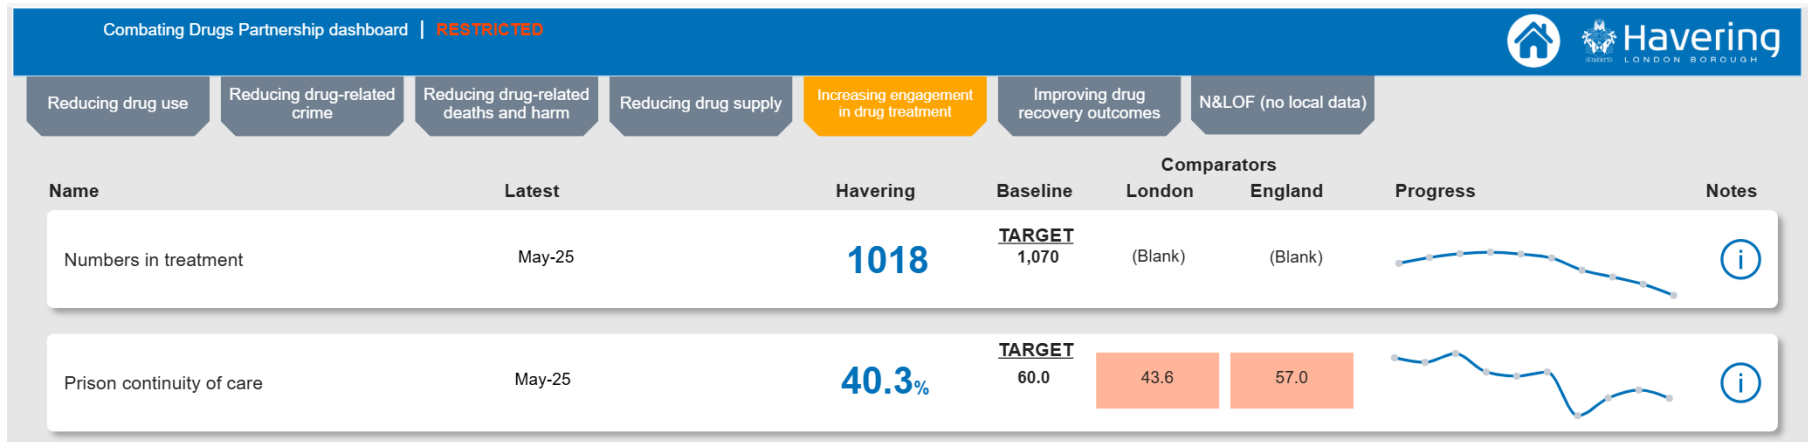 Combating Drugs Partnership dashboard | RESTRICTED
Havering
LONDON BOROUGH
Reducing drug use
Reducing drug-related
crime
Reducing drug-related
deaths and harm
Reducing drug supply
Increasing engagement
in drug treatment
Improving drug
recovery outcomes
N&LOF (no local data)
Comparators
Name Latest Havering Baseline London England Progress Notes
TARGET
Numbers in treatment May-25 1018 1,070 (Blank) (Blank) i
TARGET
Prison continuity of care May-25 40.3% 60.0 43.6 57.0 i